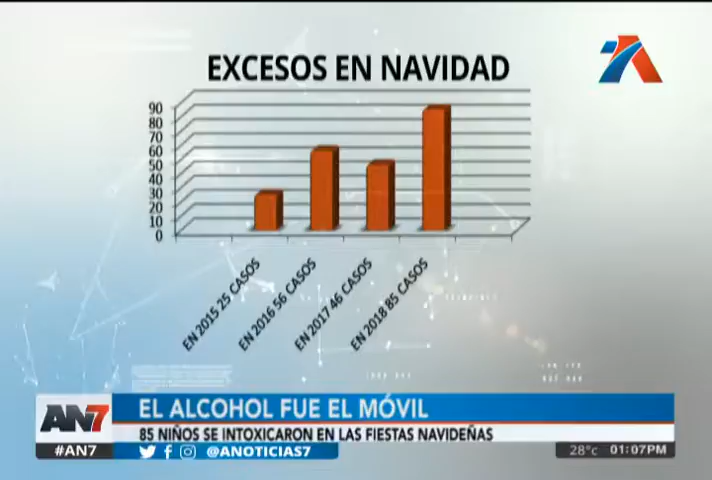 EXCESOS EN NAVIDAD
90
80
70
60
50
40
30
20
10
0
EN 2015 25 CASOS
EN 2016 56 CASOS
EN 2017 46 CASOS
EN 2018 85 CASOS
AN7
EL ALCOHOL FUE EL MÓVIL
85 NIÑOS SE INTOXICARON EN LAS FIESTAS NAVIDEÑAS
#AN7
@ANOTICIAS7
28°c 01:07PM